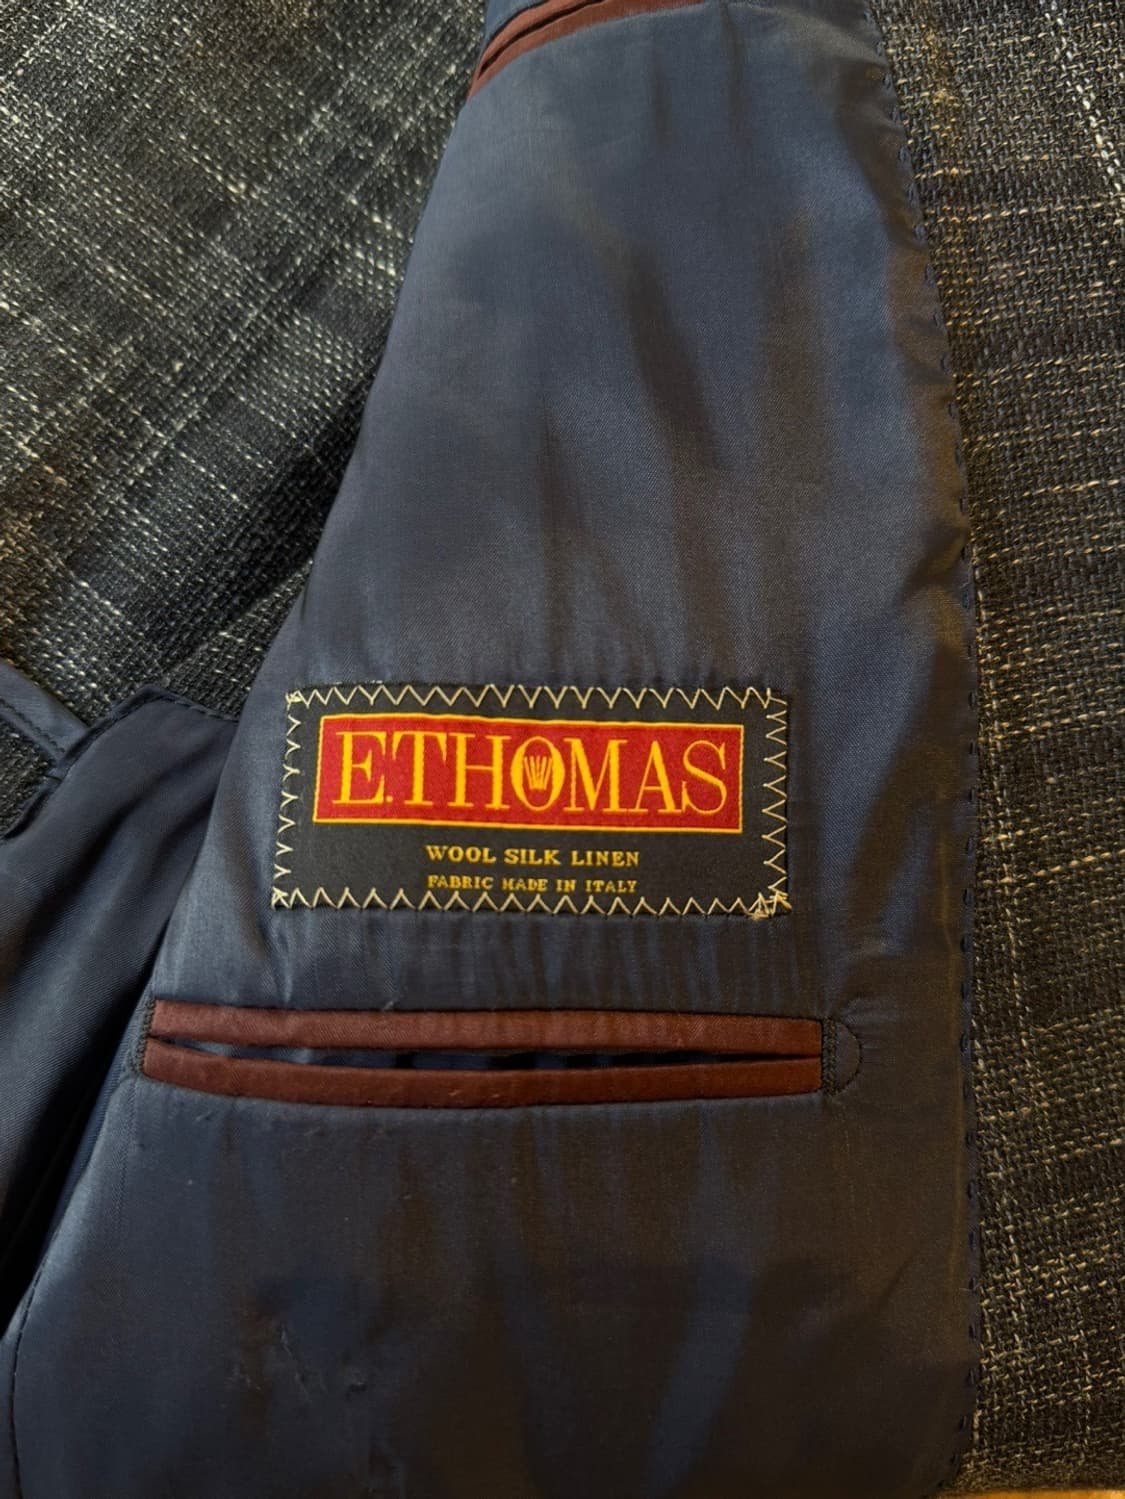 E.THOMAS
WOOL SILK LINEN
FABRIC MADE IN ITALY